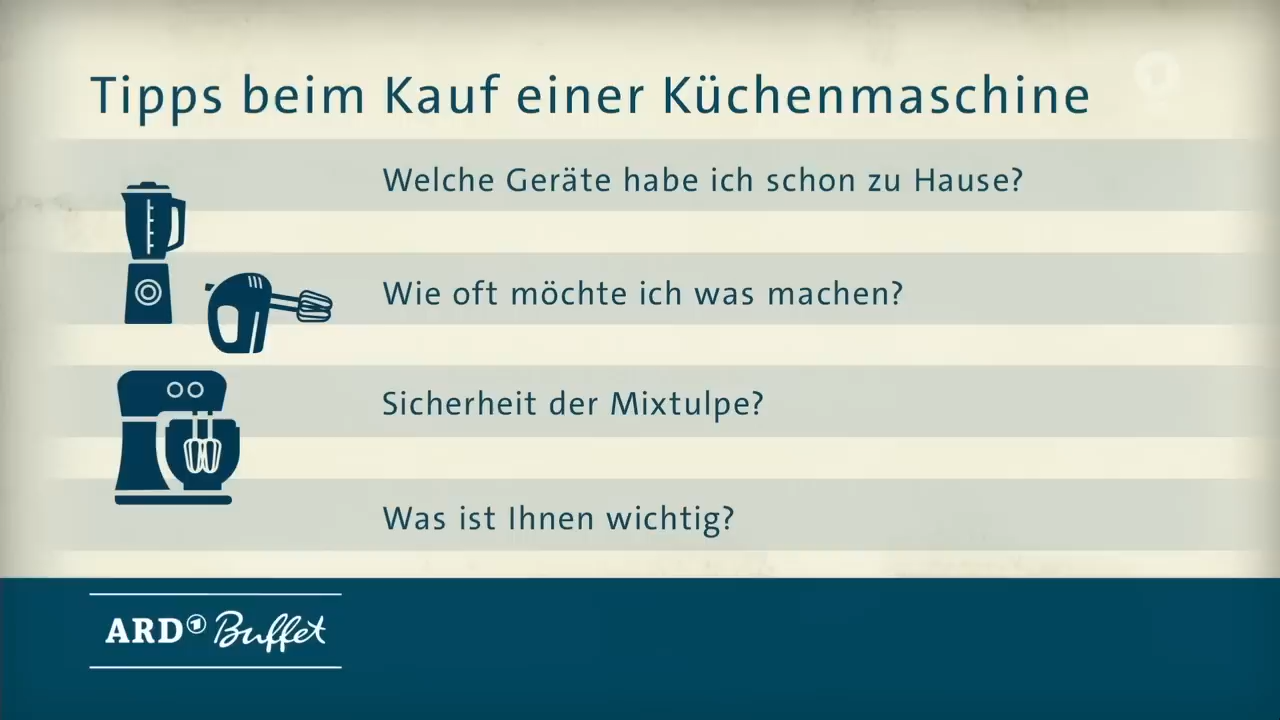 Tipps beim Kauf einer Küchenmaschine
Welche Geräte habe ich schon zu Hause?
Wie oft möchte ich was machen?
Sicherheit der Mixtulpe?
Was ist Ihnen wichtig?
ARD 1 Buffet